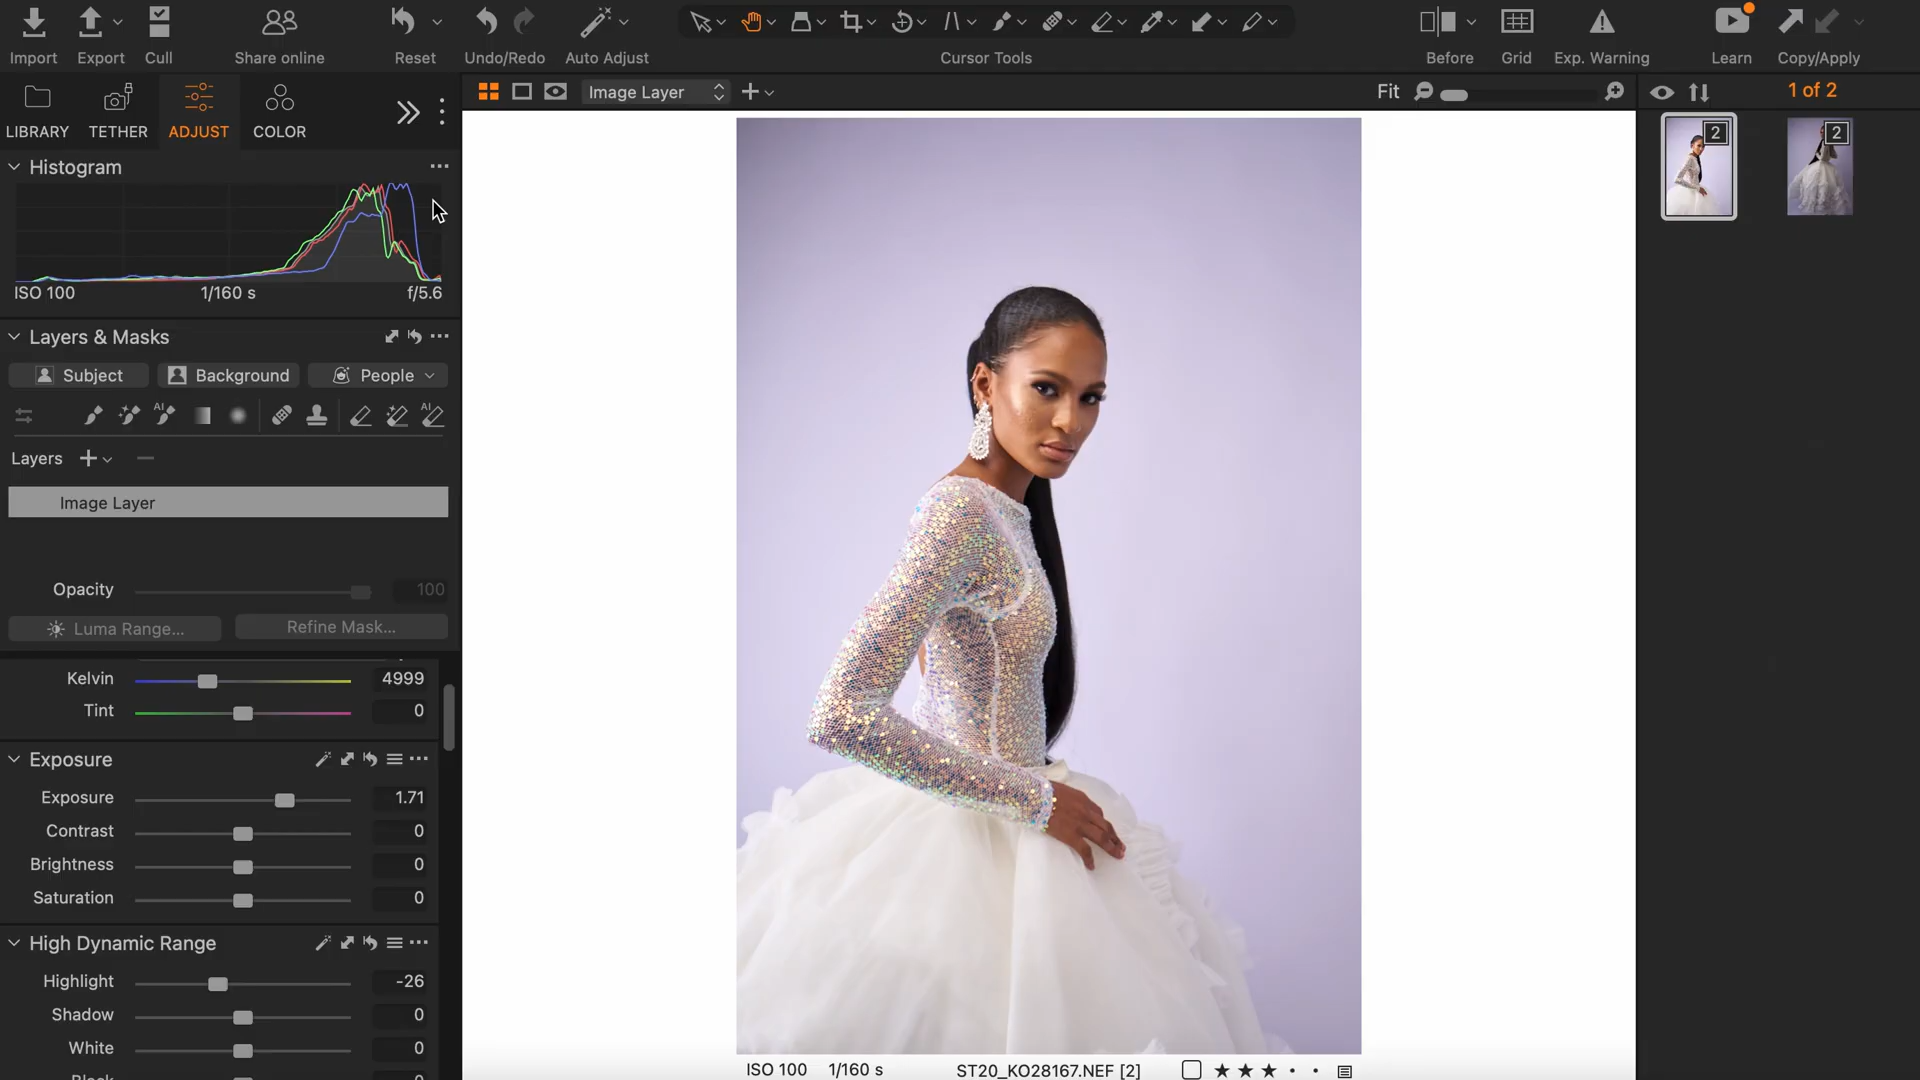 Import Export Cull Share online Reset Undo/Redo Auto Adjust Cursor Tools Before Grid Exp. Warning Learn Copy/Apply
LIBRARY TETHER ADJUST COLOR
Image Layer
Fit
1 of 2
2 2
Histogram
ISO 100 1/160 s f/5.6
Layers & Masks
Subject Background People
AI AI
Layers
Image Layer
Opacity 100
Luma Range... Refine Mask...
Kelvin 4999
Tint 0
Exposure
Exposure 1.71
Contrast 0
Brightness 0
Saturation 0
High Dynamic Range
Highlight -26
Shadow 0
White 0
ISO 100 1/160 s ST20_KO28167.NEF [2]